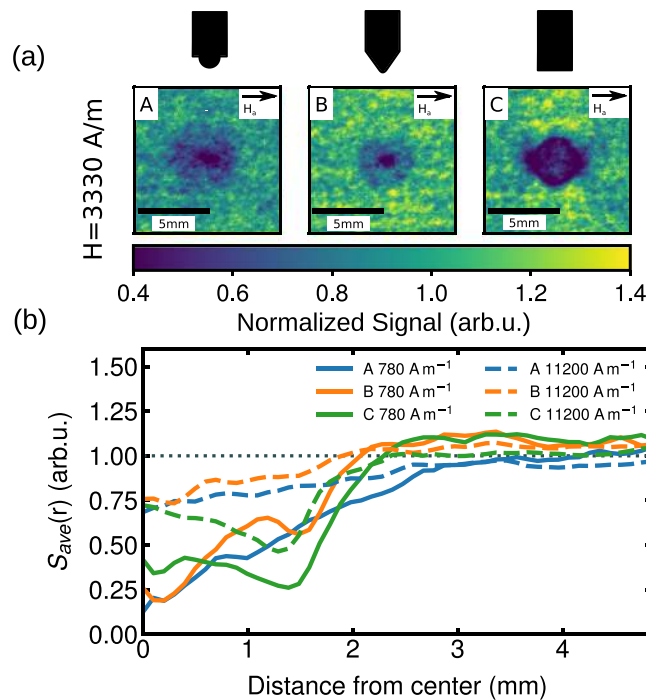 (a)
A
B
C
Hₐ
Hₐ
Hₐ
5mm
5mm
5mm
H=3330 A/m
0.4 0.6 0.8 1.0 1.2 1.4
Normalized Signal (arb.u.)
(b)
1.50
1.25
1.00
0.75
0.50
0.25
0.00
A 780 A m⁻¹
B 780 A m⁻¹
C 780 A m⁻¹
A 11200 A m⁻¹
B 11200 A m⁻¹
C 11200 A m⁻¹
Sₐᵥₑ(r) (arb.u.)
0 1 2 3 4
Distance from center (mm)